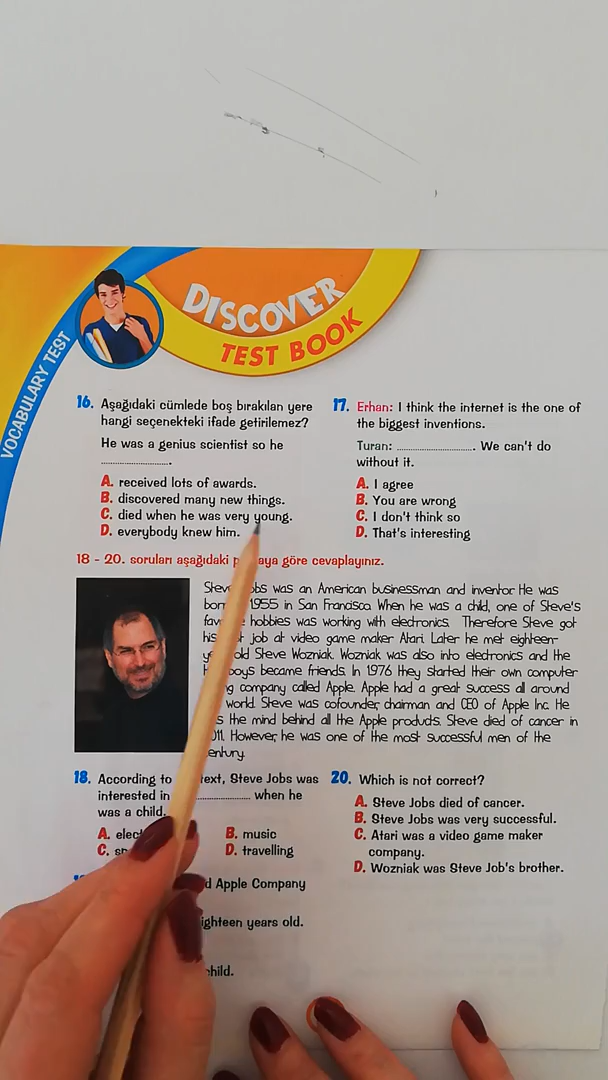 DISCOVER
TEST BOOK
VOCABULARY TEST
16. Aşağıdaki cümlede boş bırakılan yere
hangi seçenekteki ifade getirilemez?
He was a genius scientist so he
..............................
A. received lots of awards.
B. discovered many new things.
C. died when he was very young.
D. everybody knew him.
17. Erhan: I think the internet is the one of
the biggest inventions.
Turan: .............................. We can't do
without it.
A. I agree
B. You are wrong
C. I don't think so
D. That's interesting
18 - 20. soruları aşağıdaki göre cevaplayınız.
was an American businessman and inventor. He was
1955 in San Francisco. When he was a child, one of Steve's
hobbies was working with electronics. Therefore Steve got
job at video game maker Atari. Later he met eighteen-
old Steve Wozniak. Wozniak was also into electronics and the
boys became friends. In 1976 they started their own computer
company called Apple. Apple had a great success all around
world. Steve was cofounder, chairman and CEO of Apple Inc. He
the mind behind all the Apple products. Steve died of cancer in
However, he was one of the most successful men of the
18. According to text, Steve Jobs was
interested in .............................. when he
was a child.
A.
B. music
C.
D. travelling
Apple Company
eighteen years old.
child.
20. Which is not correct?
A. Steve Jobs died of cancer.
B. Steve Jobs was very successful.
C. Atari was a video game maker
company.
D. Wozniak was Steve Job's brother.